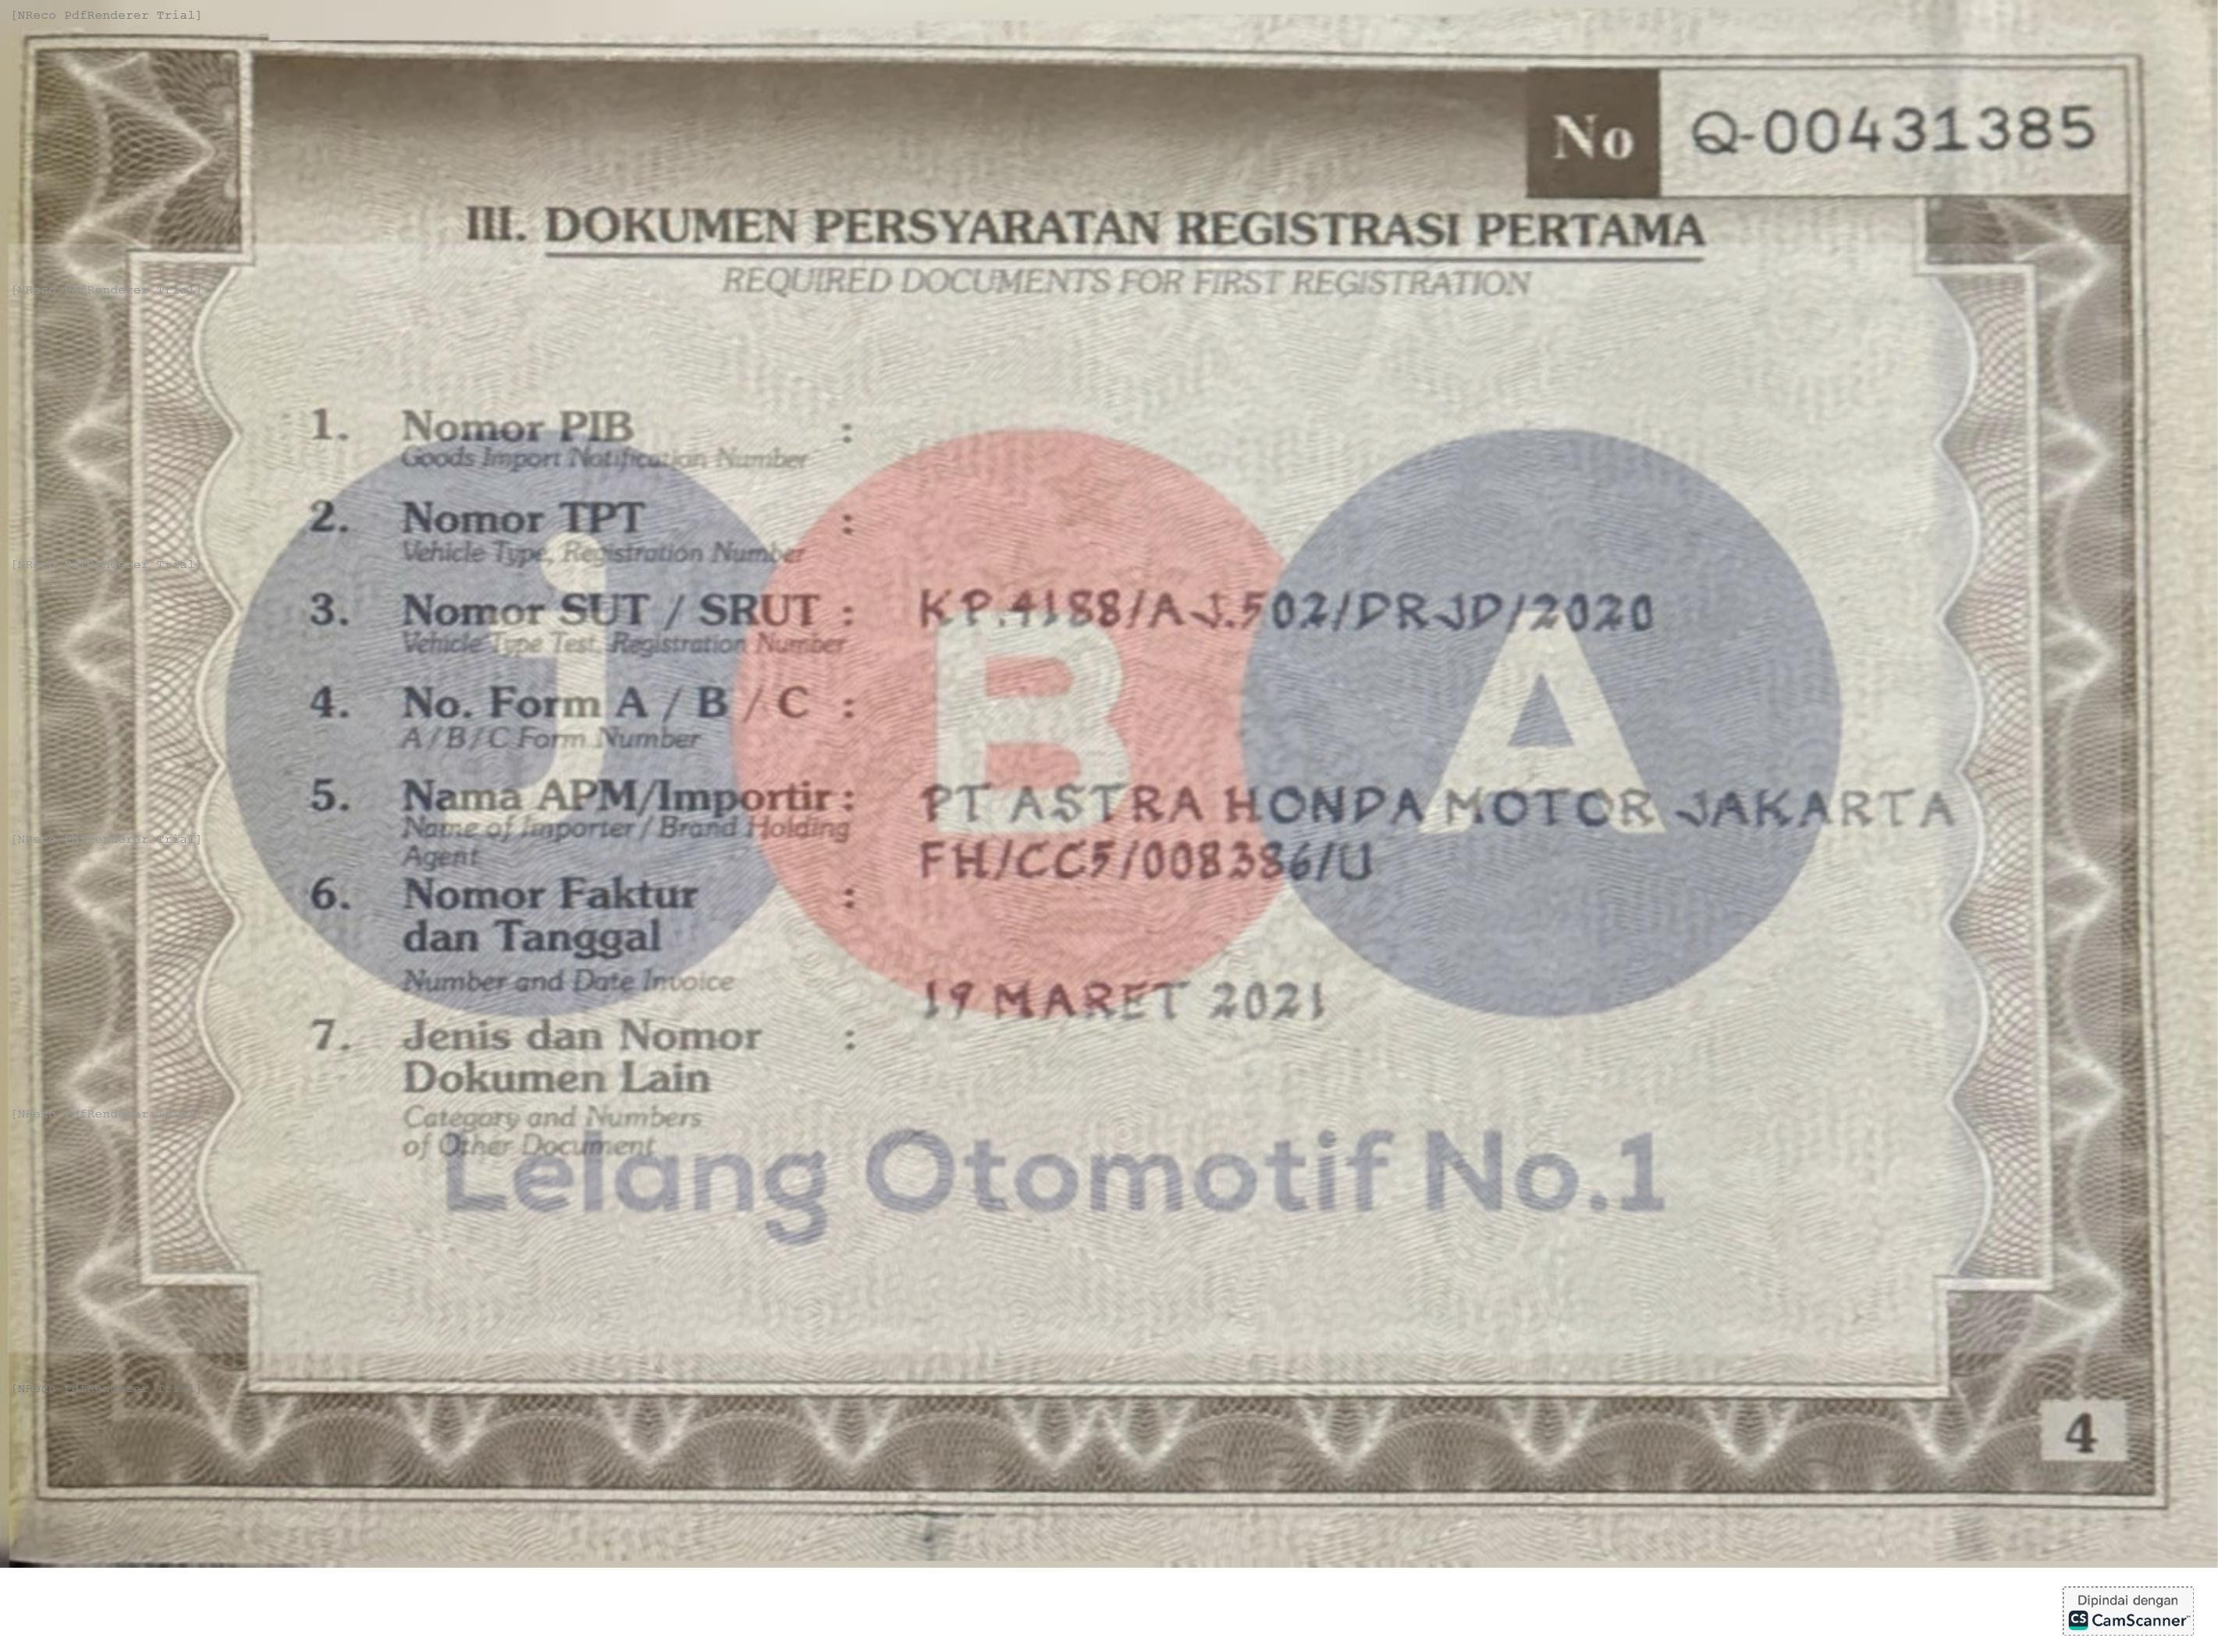 [NReco PdfRenderer Trial]
No Q-00431385
III. DOKUMEN PERSYARATAN REGISTRASI PERTAMA
REQUIRED DOCUMENTS FOR FIRST REGISTRATION
1. Nomor PIB :
Goods Import Notification Number
2. Nomor TPT :
Vehicle Type, Registration Number
3. Nomor SUT / SRUT : KP.4188/AJ.502/DRJD/2020
Vehicle Type Test, Registration Number
4. No. Form A / B / C :
A / B / C Form Number
5. Nama APM/Importir : PT ASTRA HONDA MOTOR JAKARTA
Name of Importer / Brand Holding
Agent
FH/CC5/008386/U
6. Nomor Faktur :
dan Tanggal
Number and Date Invoice
19 MARET 2021
7. Jenis dan Nomor :
Dokumen Lain
Category and Numbers
of Other Document
j B A
Lelang Otomotif No.1
4
Dipindai dengan
CS CamScanner